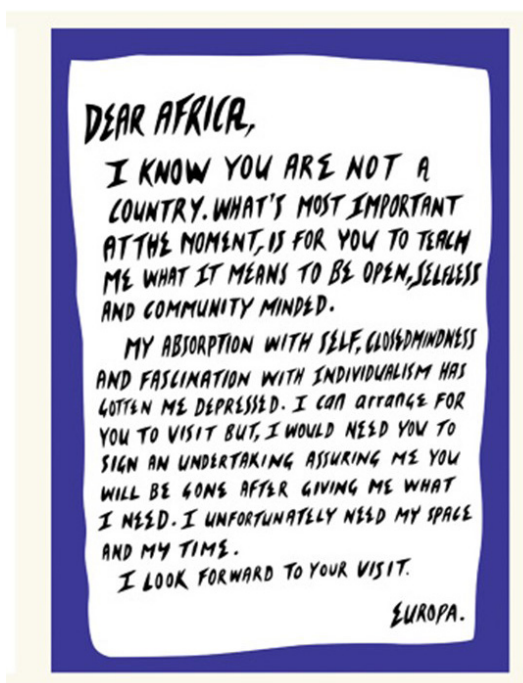 DEAR AFRICA,
I KNOW YOU ARE NOT A
COUNTRY. WHAT'S MOST IMPORTANT
AT THE MOMENT, IS FOR YOU TO TEACH
ME WHAT IT MEANS TO BE OPEN, SELFLESS
AND COMMUNITY MINDED.
MY ABSORPTION WITH SELF, CLOSEDMINDNESS
AND FASCINATION WITH INDIVIDUALISM HAS
GOTTEN ME DEPRESSED. I can arrange FOR
YOU TO VISIT BUT, I WOULD NEED YOU TO
SIGN AN UNDERTAKING ASSURING ME YOU
WILL BE GONE AFTER GIVING ME WHAT
I NEED. I UNFORTUNATELY NEED MY SPACE
AND MY TIME.
I LOOK FORWARD TO YOUR VISIT.
EUROPA.